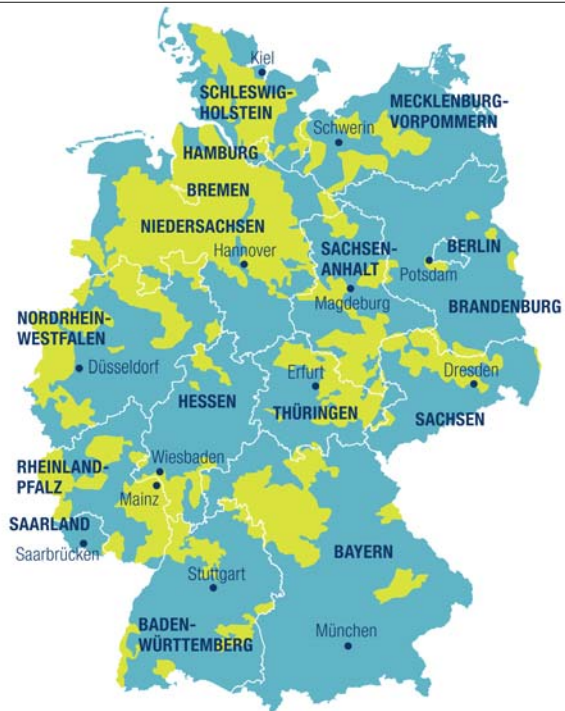 Kiel
SCHLESWIG-
HOLSTEIN
MECKLENBURG-
VORPOMMERN
Schwerin
HAMBURG
BREMEN
NIEDERSACHSEN
Hannover
SACHSEN-
ANHALT
BERLIN
Potsdam
Magdeburg
BRANDENBURG
NORDRHEIN-
WESTFALEN
Düsseldorf
Erfurt
Dresden
HESSEN
THÜRINGEN
SACHSEN
Wiesbaden
RHEINLAND-
PFALZ
Mainz
SAARLAND
Saarbrücken
BAYERN
Stuttgart
BADEN-
WÜRTTEMBERG
München